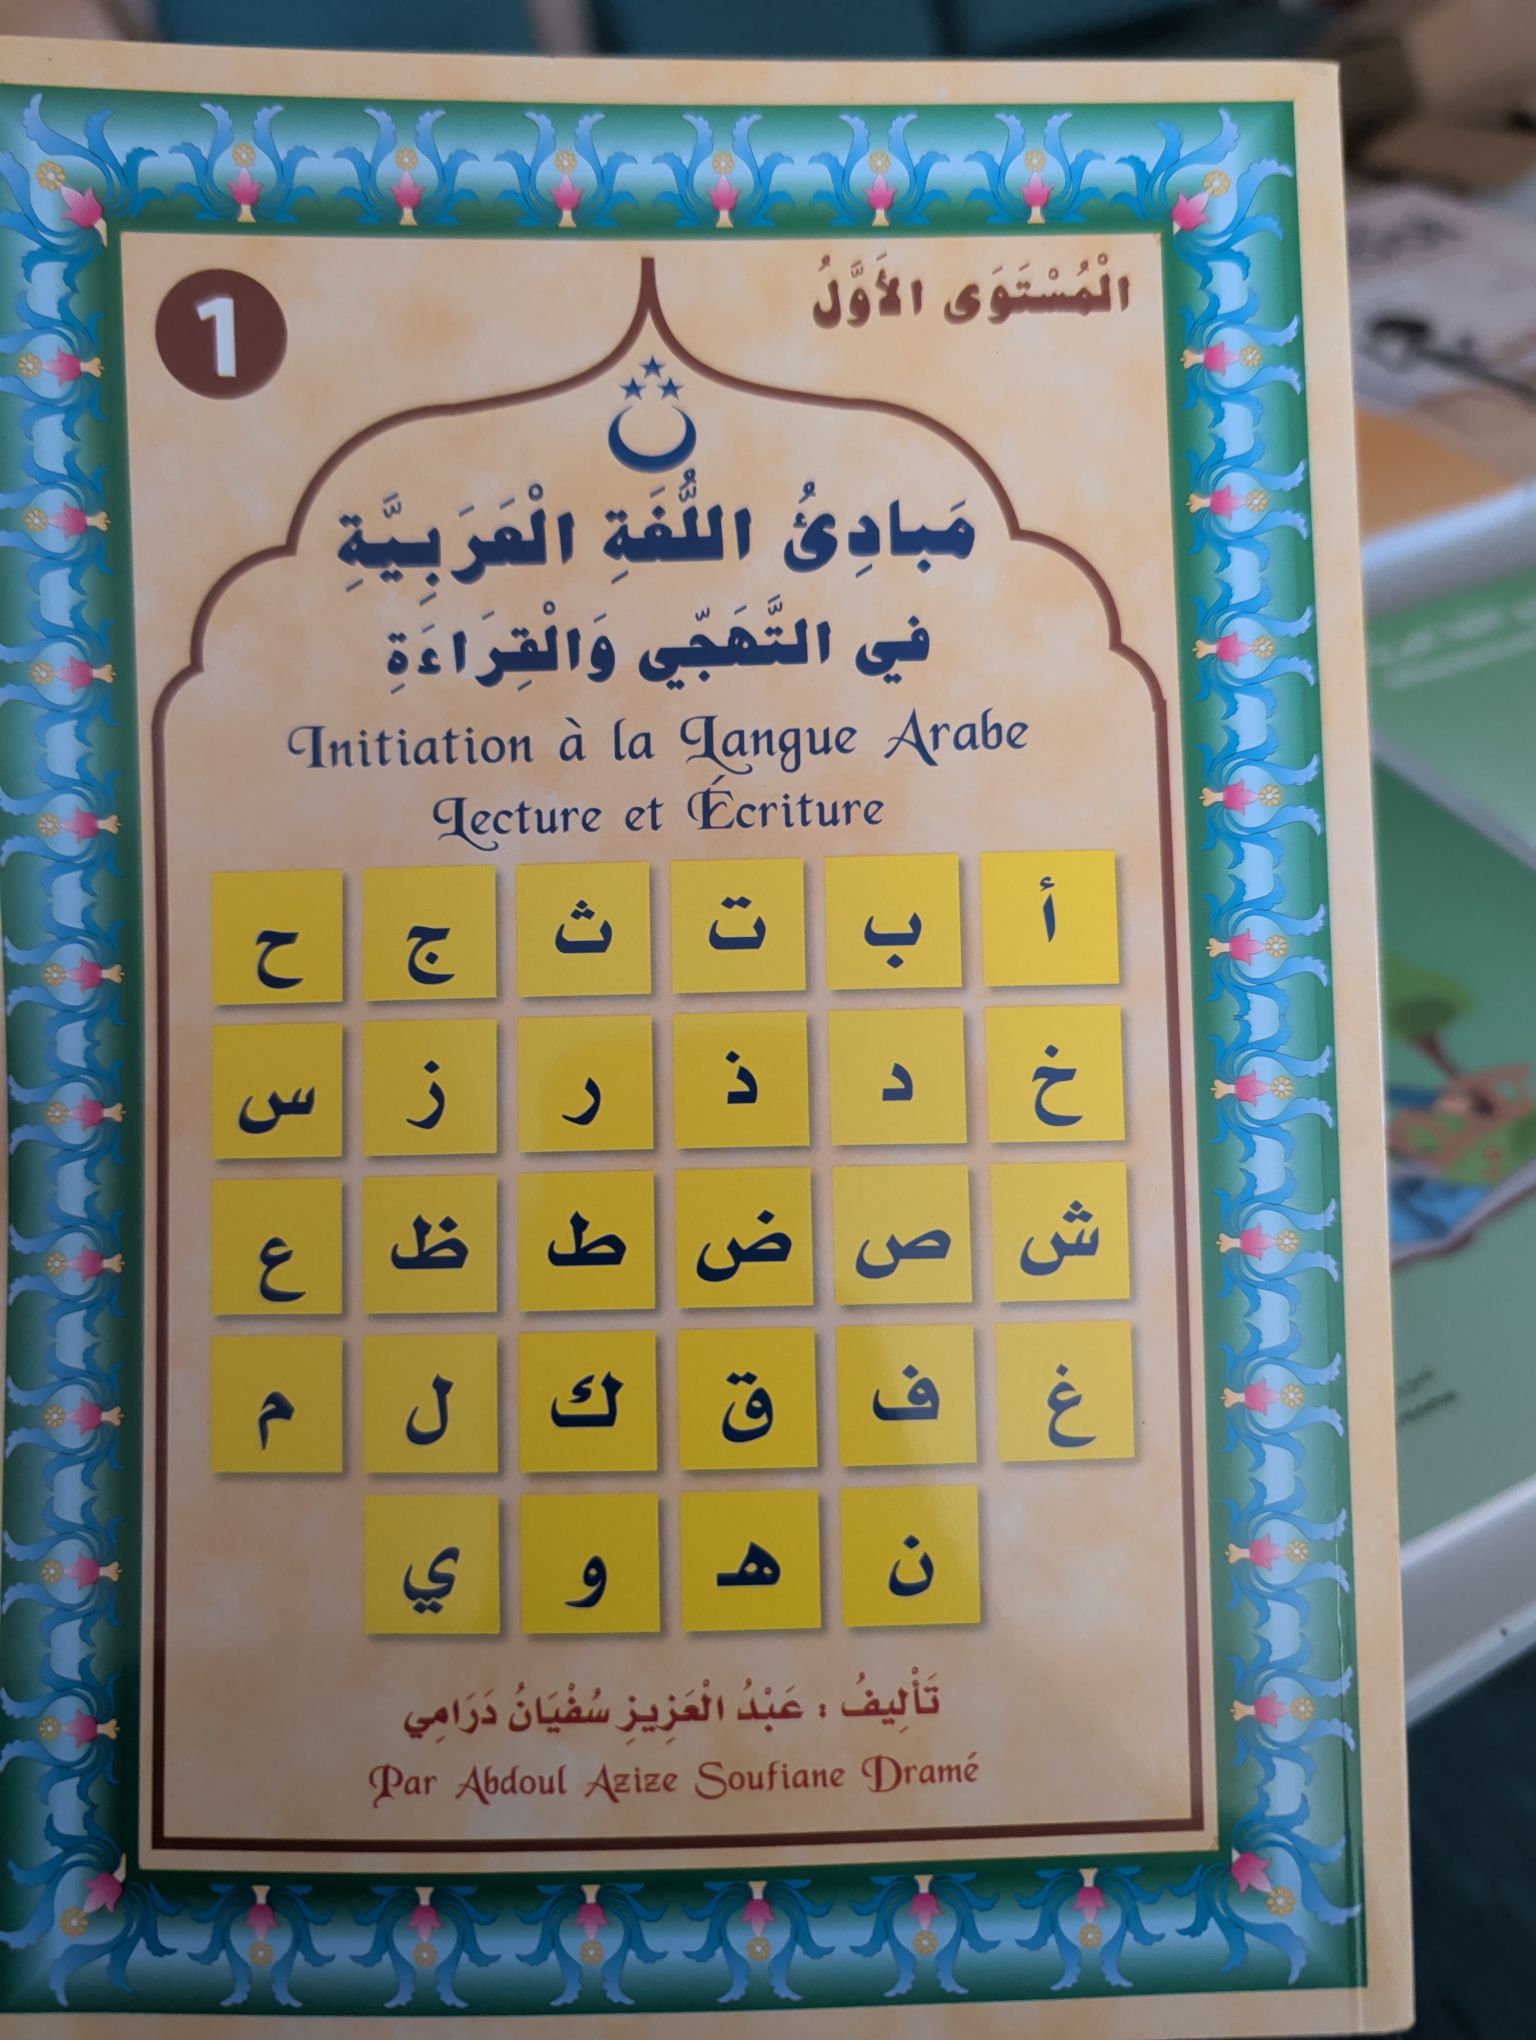 الْمُسْتَوَى الأَوَّلُ
1
مَبادِئُ اللُّغَةِ الْعَرَبِيَّةِ
في التَّهَجّي وَالْقِرَاءَةِ
Initiation à la Langue Arabe
Lecture et Écriture
أ ب ت ث ج ح
خ د ذ ر ز س
ش ص ض ط ظ ع
غ ف ق ك ل م
ن هـ و ي
تَأْلِيفُ : عَبْدُ الْعَزِيزِ سُفْيَانُ دَرَامِي
Par Abdoul Azize Soufiane Dramé